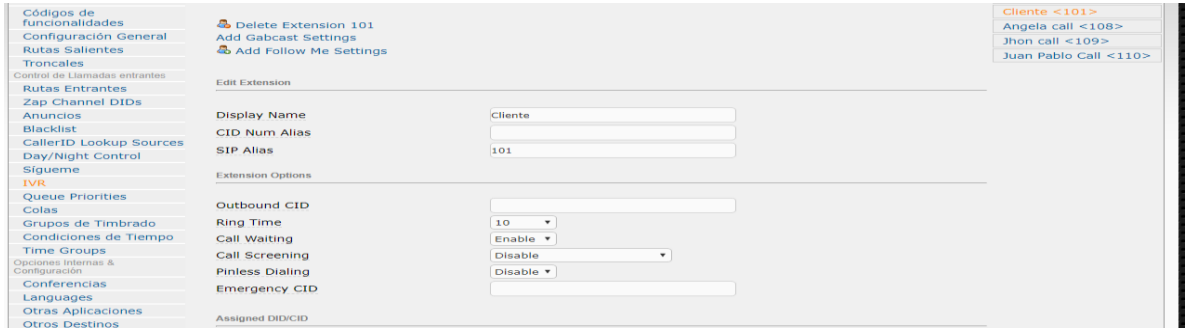 Códigos de
funcionalidades
Configuración General
Rutas Salientes
Troncales
Control de Llamadas entrantes
Rutas Entrantes
Zap Channel DIDs
Anuncios
Blacklist
CallerID Lookup Sources
Day/Night Control
Sígueme
IVR
Queue Priorities
Colas
Grupos de Timbrado
Condiciones de Tiempo
Time Groups
Opciones Internas &
Configuración
Conferencias
Languages
Otras Aplicaciones
Otros Destinos
Delete Extension 101
Add Gabcast Settings
Add Follow Me Settings
Edit Extension
Display Name Cliente
CID Num Alias
SIP Alias 101
Extension Options
Outbound CID
Ring Time 10
Call Waiting Enable
Call Screening Disable
Pinless Dialing Disable
Emergency CID
Assigned DID/CID
Cliente <101>
Angela call <108>
Jhon call <109>
Juan Pablo Call <110>